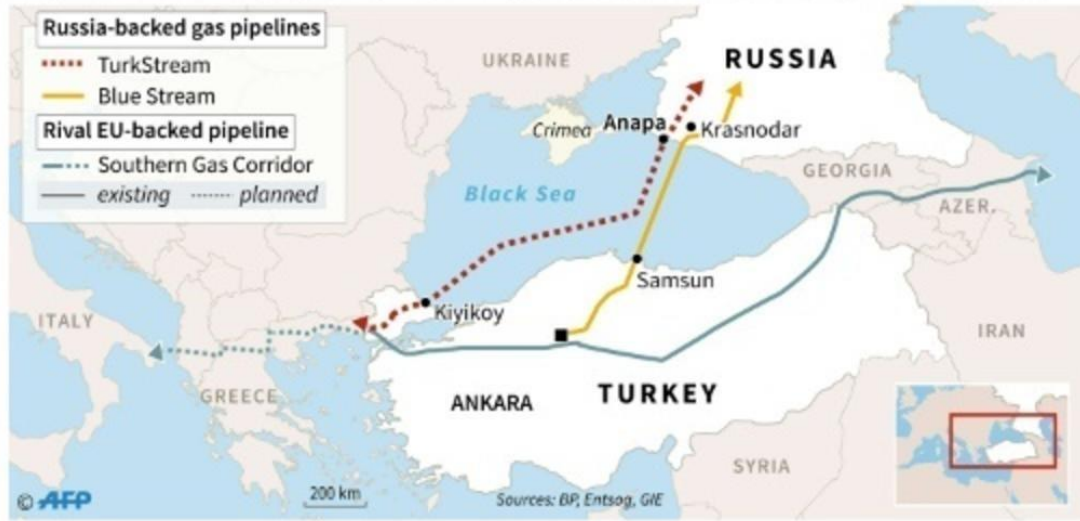 Russia-backed gas pipelines
TurkStream
Blue Stream
Rival EU-backed pipeline
Southern Gas Corridor
existing planned
UKRAINE
RUSSIA
Crimea
Anapa
Krasnodar
GEORGIA
Black Sea
AZER.
Samsun
Kiyikoy
ITALY
IRAN
GREECE
ANKARA
TURKEY
SYRIA
© AFP
200 km
Sources: BP, Entsog, GIE